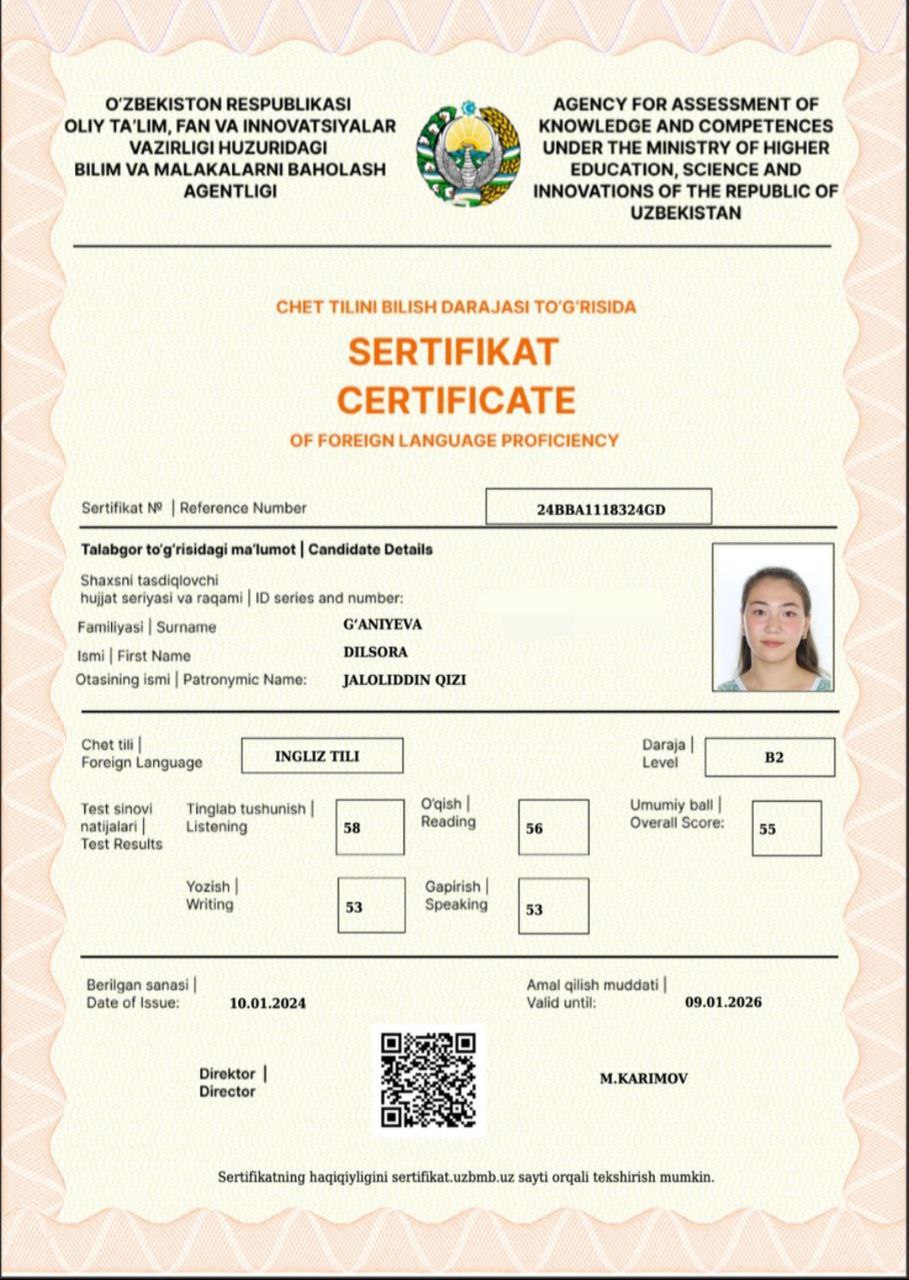 O‘ZBEKISTON RESPUBLIKASI
OLIY TA’LIM, FAN VA INNOVATSIYALAR
VAZIRLIGI HUZURIDAGI
BILIM VA MALAKALARNI BAHOLASH
AGENTLIGI
AGENCY FOR ASSESSMENT OF
KNOWLEDGE AND COMPETENCES
UNDER THE MINISTRY OF HIGHER
EDUCATION, SCIENCE AND
INNOVATIONS OF THE REPUBLIC OF
UZBEKISTAN
CHET TILINI BILISH DARAJASI TO‘G‘RISIDA
SERTIFIKAT
CERTIFICATE
OF FOREIGN LANGUAGE PROFICIENCY
Sertifikat № | Reference Number 24BBA1118324GD
Talabgor to‘g‘risidagi ma’lumot | Candidate Details
Shaxsni tasdiqlovchi
hujjat seriyasi va raqami | ID series and number:
Familiyasi | Surname G‘ANIYEVA
Ismi | First Name DILSORA
Otasining ismi | Patronymic Name: JALOLIDDIN QIZI
Chet tili |
Foreign Language
INGLIZ TILI
Daraja |
Level
B2
Test sinovi
natijalari |
Test Results
Tinglab tushunish |
Listening
58
O‘qish |
Reading
56
Umumiy ball |
Overall Score:
55
Yozish |
Writing
53
Gapirish |
Speaking
53
Berilgan sanasi |
Date of Issue: 10.01.2024
Amal qilish muddati |
Valid until: 09.01.2026
Direktor |
Director
M.KARIMOV
Sertifikatning haqiqiyligini sertifikat.uzbmb.uz sayti orqali tekshirish mumkin.